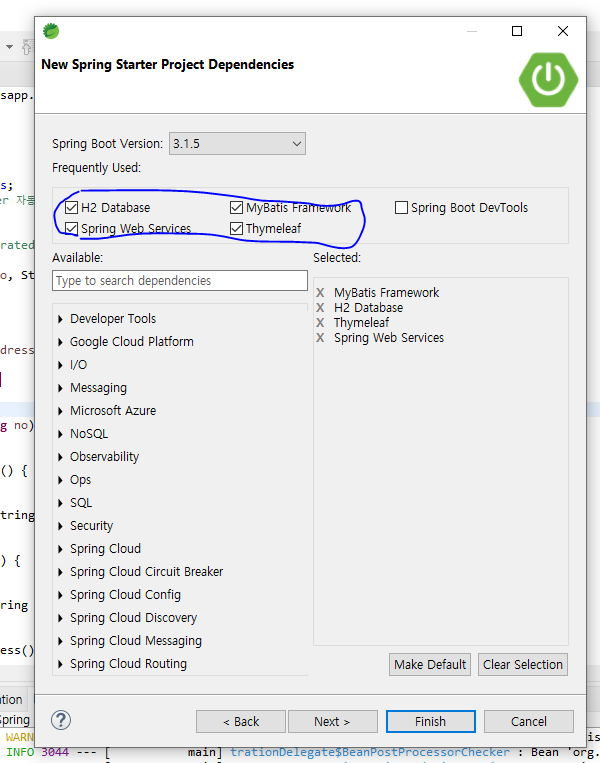 New Spring Starter Project Dependencies
sapp.
Spring Boot Version: 3.1.5
Frequently Used:
s;
er 자동
H2 Database MyBatis Framework Spring Boot DevTools
Spring Web Services Thymeleaf
rated
Available: Selected:
o, St
Type to search dependencies
X MyBatis Framework
X H2 Database
X Thymeleaf
X Spring Web Services
Developer Tools
Google Cloud Platform
dress
I/O
Messaging
Microsoft Azure
g no)
NoSQL
Observability
() {
Ops
SQL
tring
Security
Spring Cloud
) {
Spring Cloud Circuit Breaker
Spring Cloud Config
ring
Spring Cloud Discovery
Spring Cloud Messaging
ess()
Spring Cloud Routing
Make Default Clear Selection
tion
Spring
? < Back Next > Finish Cancel
WARN is
INFO 3044 --- [ main] trationDelegate$BeanPostProcessorChecker : Bean 'org.